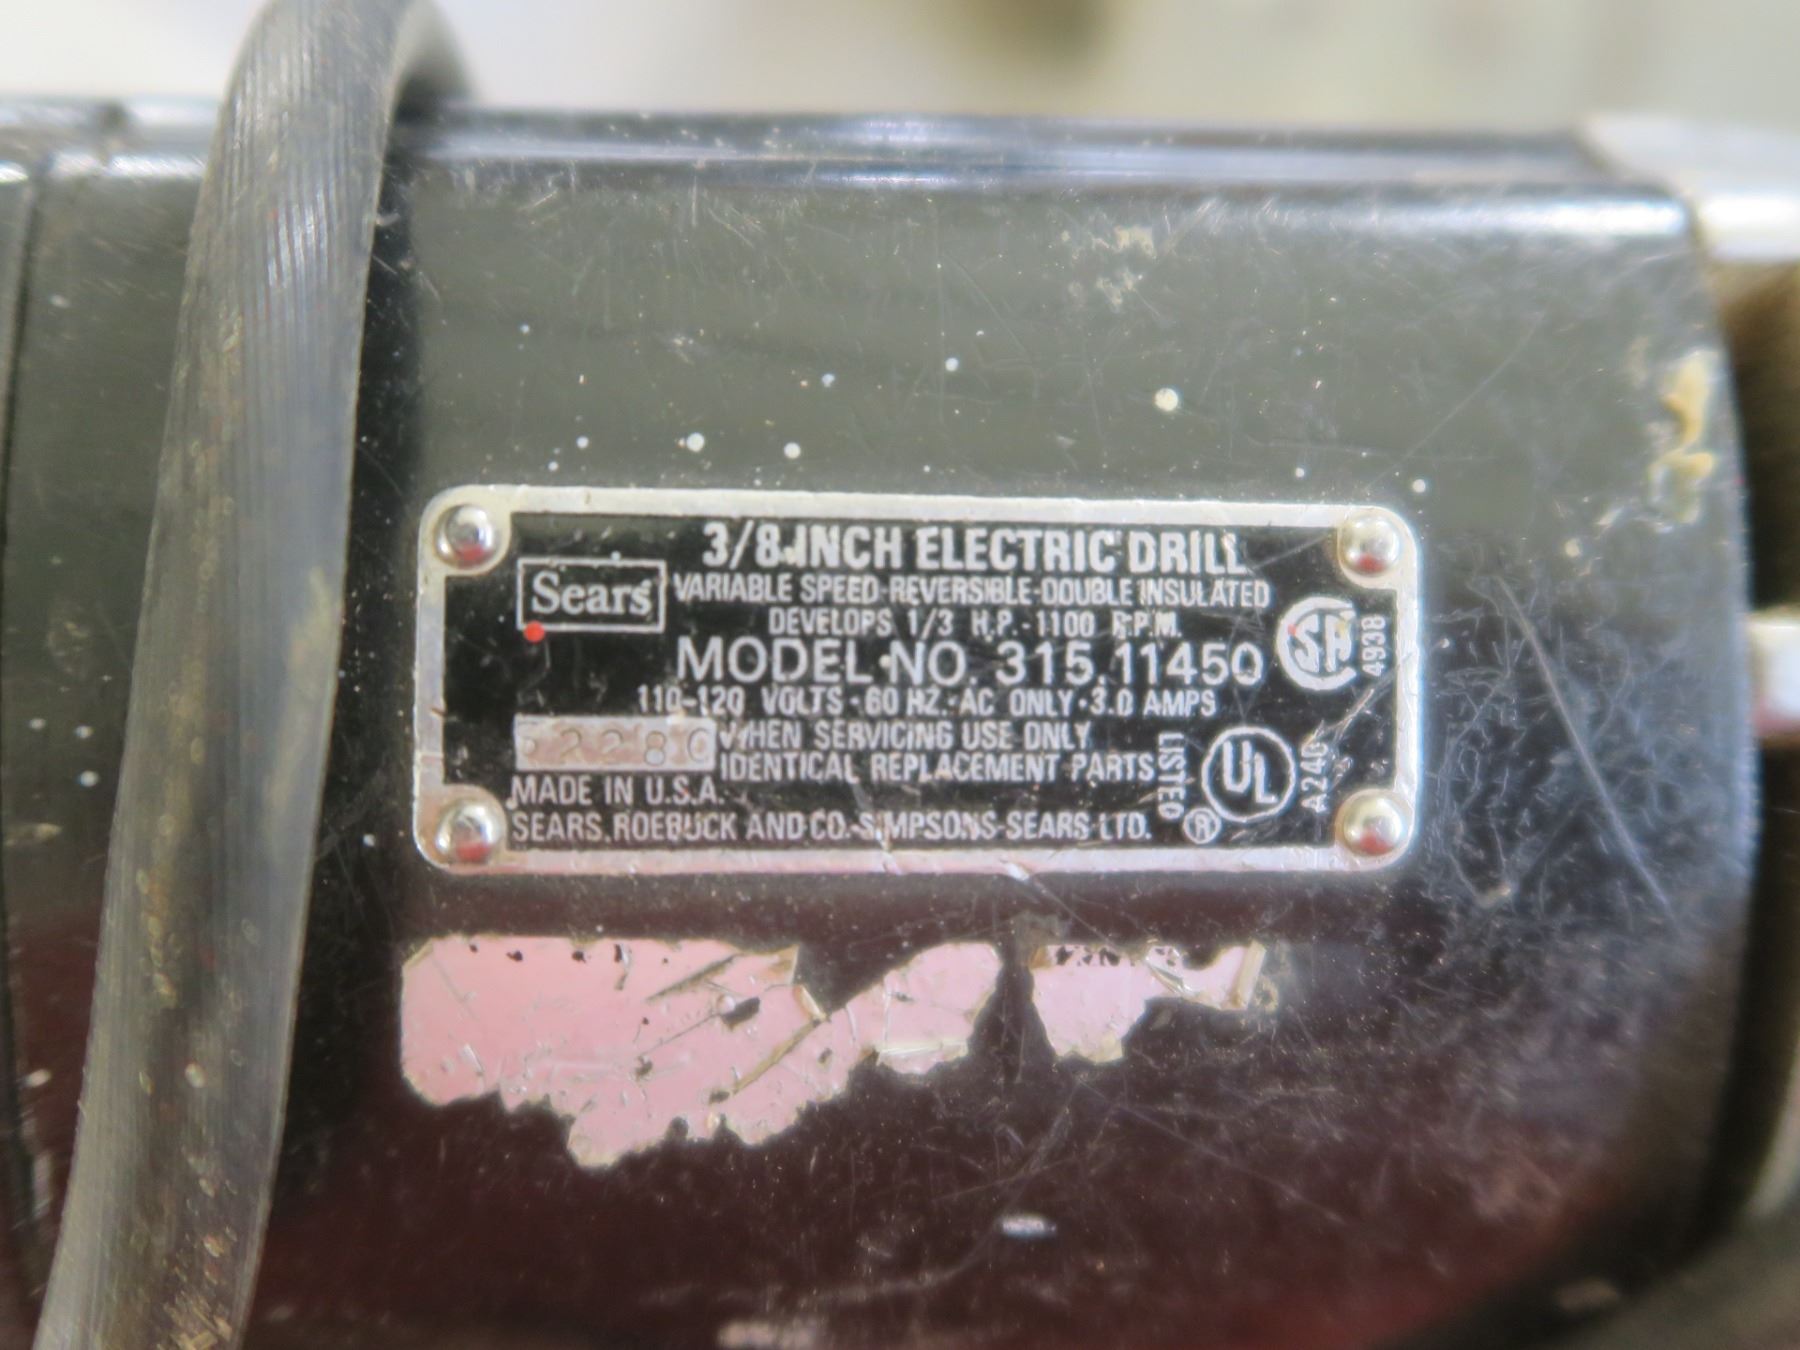 3/8 INCH ELECTRIC DRILL
Sears
VARIABLE SPEED-REVERSIBLE-DOUBLE INSULATED
DEVELOPS 1/3 H.P.-1100 R.P.M.
MODEL NO. 315.11450
110-120 VOLTS·60 HZ.·AC ONLY·3.0 AMPS
WHEN SERVICING USE ONLY
IDENTICAL REPLACEMENT PARTS
MADE IN U.S.A.
SEARS, ROEBUCK AND CO.-SIMPSONS-SEARS LTD.
SA
4938
LISTED
UL
®